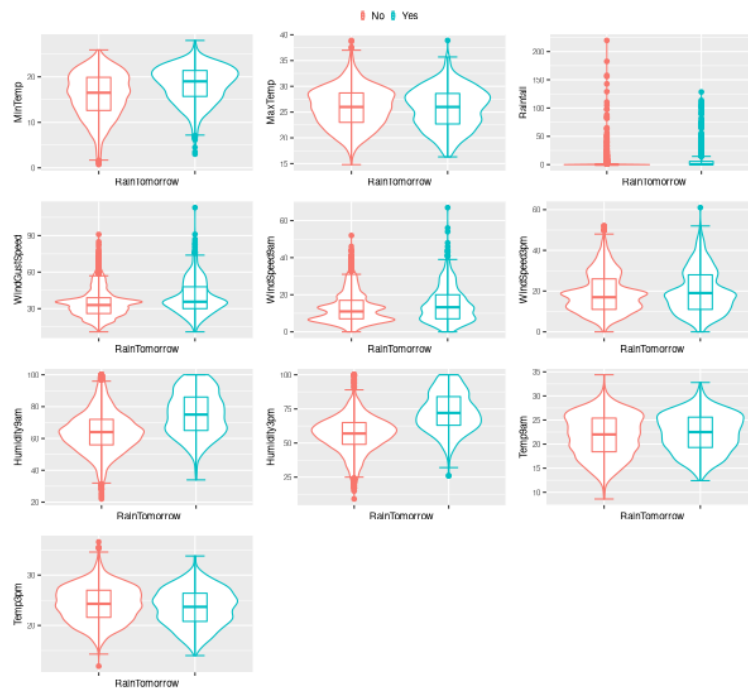 No Yes
MinTemp
20
10
0
RainTomorrow
MaxTemp
40
35
30
25
20
15
RainTomorrow
Rainfall
200
150
100
50
0
RainTomorrow
WindGustSpeed
90
60
30
RainTomorrow
WindSpeed9am
60
40
20
0
RainTomorrow
WindSpeed3pm
60
40
20
0
RainTomorrow
Humidity9am
100
80
60
40
20
RainTomorrow
Humidity3pm
100
75
50
25
RainTomorrow
Temp9am
35
30
25
20
15
10
RainTomorrow
Temp3pm
30
20
RainTomorrow